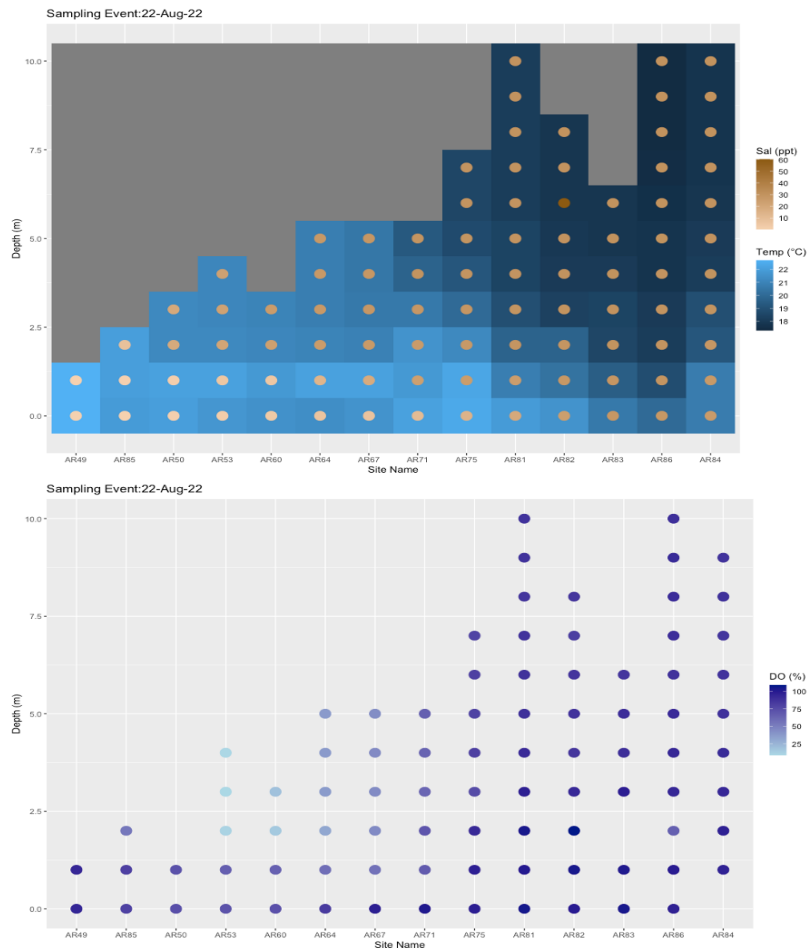 Sampling Event:22-Aug-22
10.0
7.5
5.0
2.5
0.0
Depth (m)
AR49 AR85 AR50 AR53 AR60 AR64 AR67 AR71 AR75 AR81 AR82 AR83 AR86 AR84
Site Name
Sal (ppt)
60
50
40
30
20
10
Temp (°C)
22
21
20
19
18
Sampling Event:22-Aug-22
10.0
7.5
5.0
2.5
0.0
Depth (m)
AR49 AR85 AR50 AR53 AR60 AR64 AR67 AR71 AR75 AR81 AR82 AR83 AR86 AR84
Site Name
DO (%)
100
75
50
25